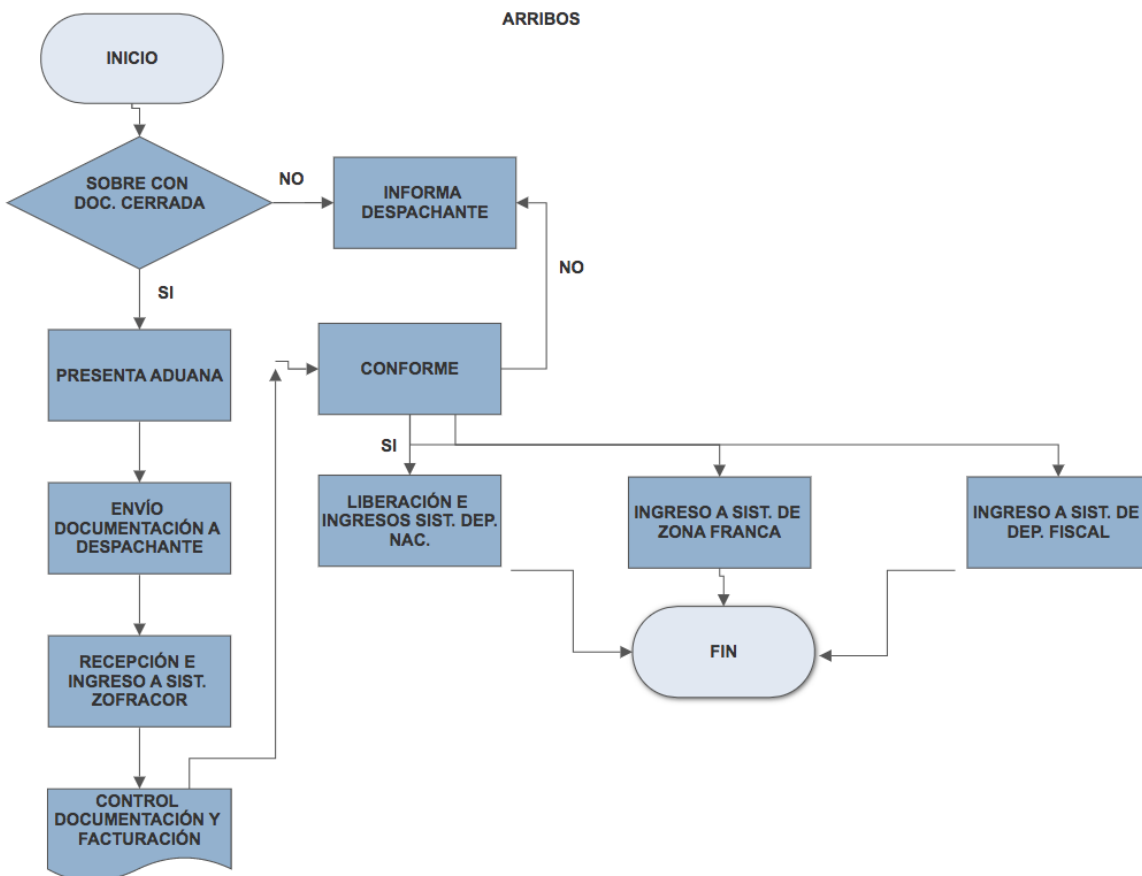 ARRIBOS
INICIO
SOBRE CON
DOC. CERRADA
NO
INFORMA
DESPACHANTE
NO
SI
PRESENTA ADUANA
CONFORME
SI
ENVÍO
DOCUMENTACIÓN A
DESPACHANTE
LIBERACIÓN E
INGRESOS SIST. DEP.
NAC.
INGRESO A SIST. DE
ZONA FRANCA
INGRESO A SIST. DE
DEP. FISCAL
RECEPCIÓN E
INGRESO A SIST.
ZOFRACOR
FIN
CONTROL
DOCUMENTACIÓN Y
FACTURACIÓN